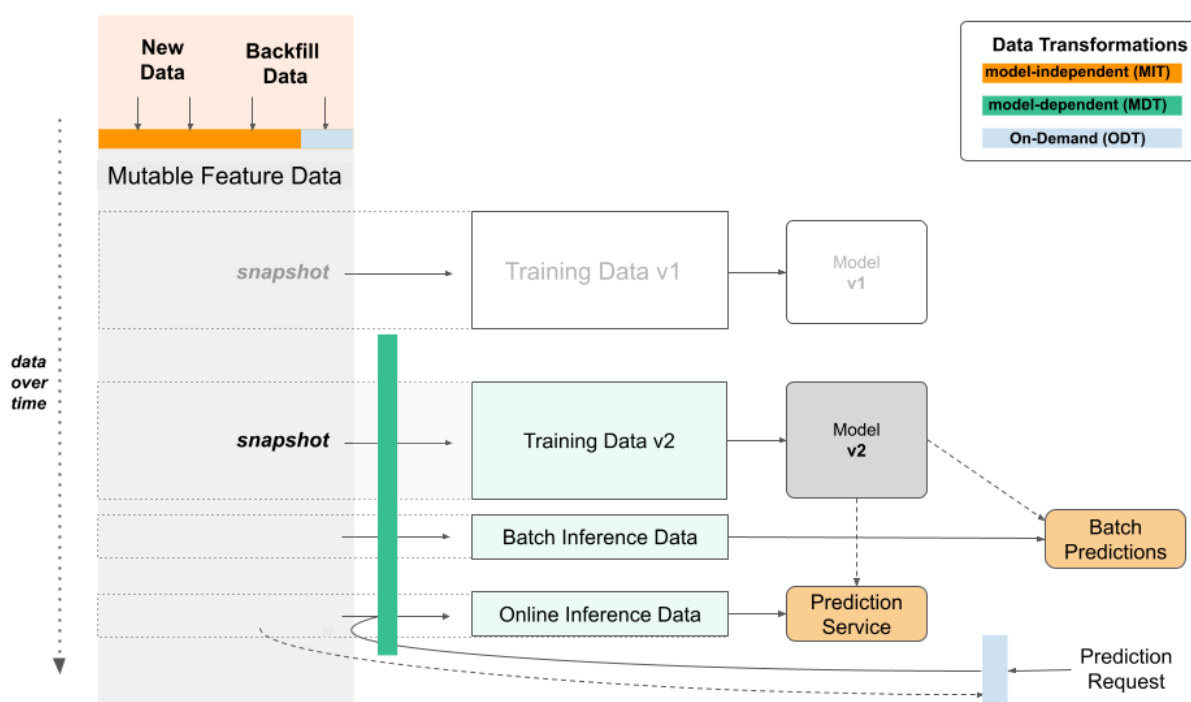 New
Data
Backfill
Data
Data Transformations
model-independent (MIT)
model-dependent (MDT)
On-Demand (ODT)
Mutable Feature Data
snapshot
Training Data v1
Model
v1
data
over
time
snapshot
Training Data v2
Model
v2
Batch Inference Data
Batch
Predictions
Online Inference Data
Prediction
Service
Prediction
Request